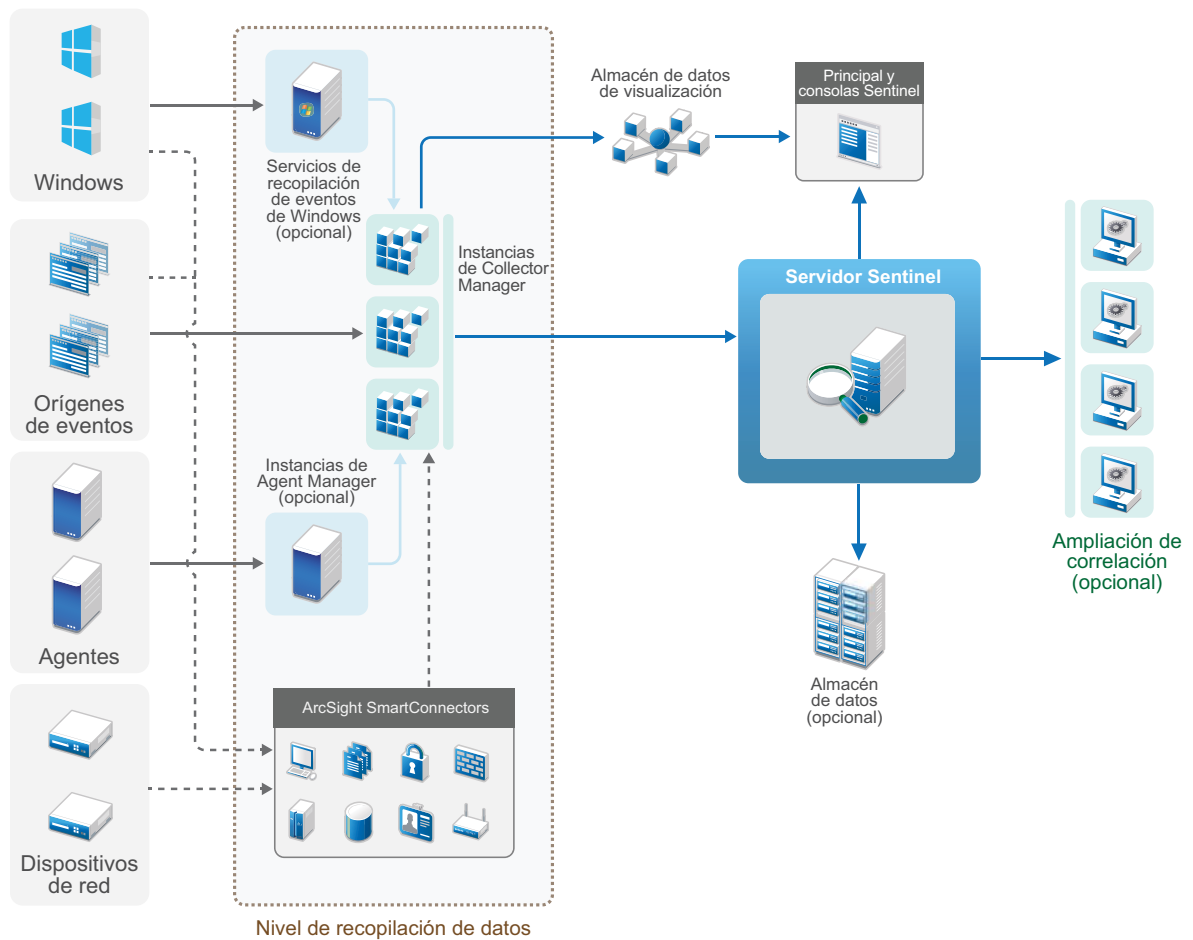 Windows
Orígenes
de eventos
Agentes
Dispositivos
de red
Servicios de
recopilación
de eventos
de Windows
(opcional)
Instancias
de Collector
Manager
Instancias de
Agent Manager
(opcional)
ArcSight SmartConnectors
Nivel de recopilación de datos
Almacén de datos
de visualización
Principal y
consolas Sentinel
Servidor Sentinel
Almacén
de datos
(opcional)
Ampliación de
correlación
(opcional)